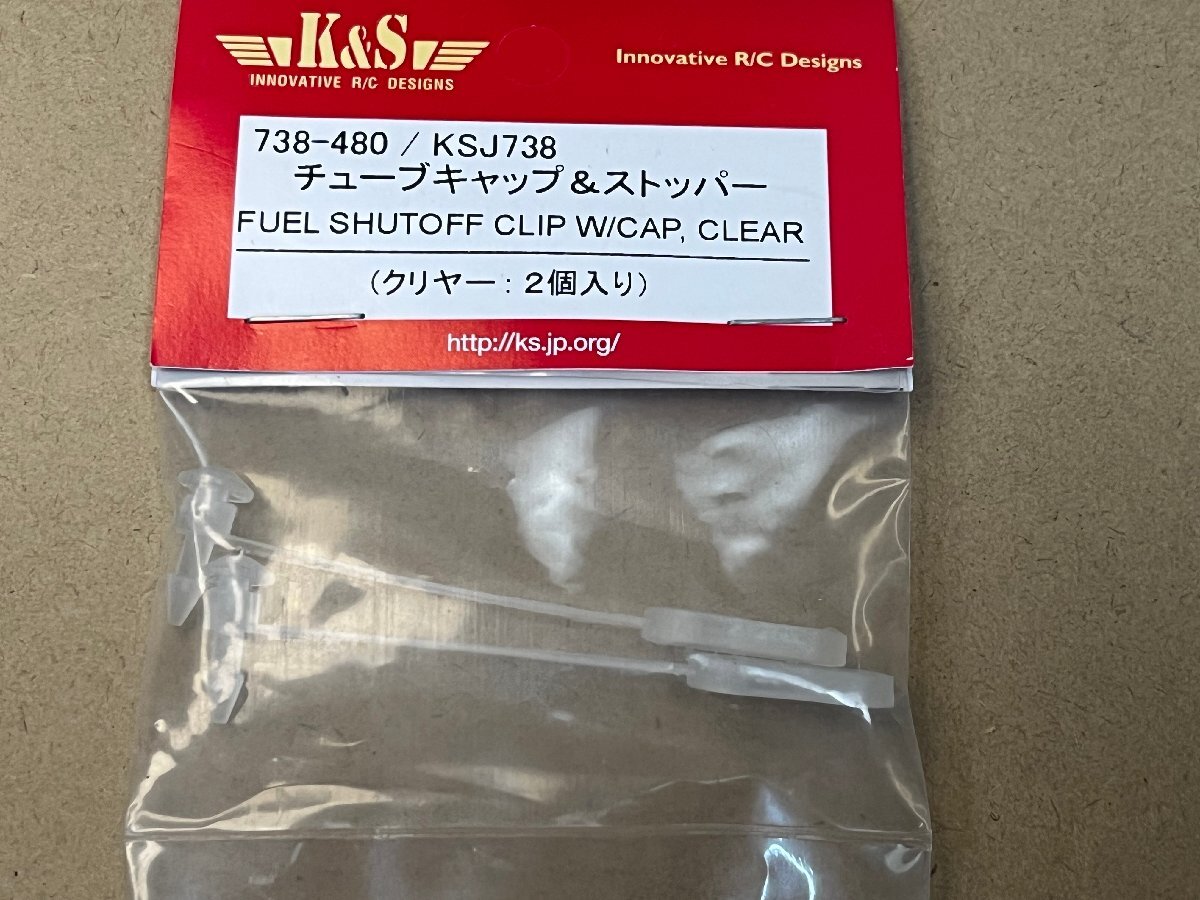 K&S
INNOVATIVE R/C DESIGNS
Innovative R/C Designs
738-480 / KSJ738
チューブキャップ&ストッパー
FUEL SHUTOFF CLIP W/CAP, CLEAR
(クリヤー：２個入り)
http://ks.jp.org/